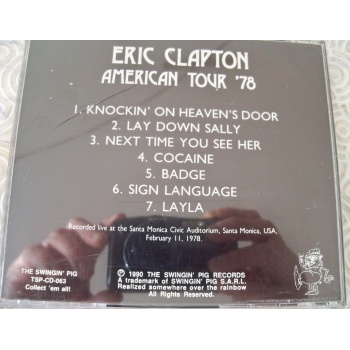 ERIC CLAPTON
AMERICAN TOUR '78
1. KNOCKIN' ON HEAVEN'S DOOR
2. LAY DOWN SALLY
3. NEXT TIME YOU SEE HER
4. COCAINE
5. BADGE
6. SIGN LANGUAGE
7. LAYLA
Recorded live at the Santa Monica Civic Auditorium, Santa Monica, USA,
February 11, 1978.
THE SWINGIN' PIG
TSP-CD-063
Collect 'em all!
℗ 1990 THE SWINGIN' PIG RECORDS
A trademark of SWINGIN' PIG S.A.R.L.
Realized somewhere over the rainbow
All Rights Reserved.